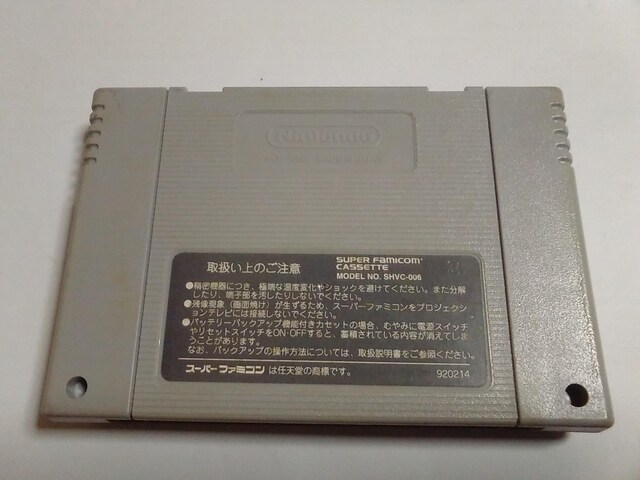 Nintendo
取扱い上のご注意
SUPER FAMICOM
CASSETTE
MODEL NO. SHVC-006
●精密機器につき、極端な温度変化やショックを避けてください。また分解
したり、端子部を汚したりしないでください。
●残像現象（画面焼け）が生ずるため、スーパーファミコンをプロジェクシ
ョンテレビには接続しないでください。
●バッテリーバックアップ機能付きカセットの場合、むやみに電源スイッチ
やリセットスイッチをON・OFFすると、蓄積されている内容が消えてしま
うことがあります。
なお、バックアップの操作方法については、取扱説明書をご参照ください。
スーパーファミコン は任天堂の商標です。
920214